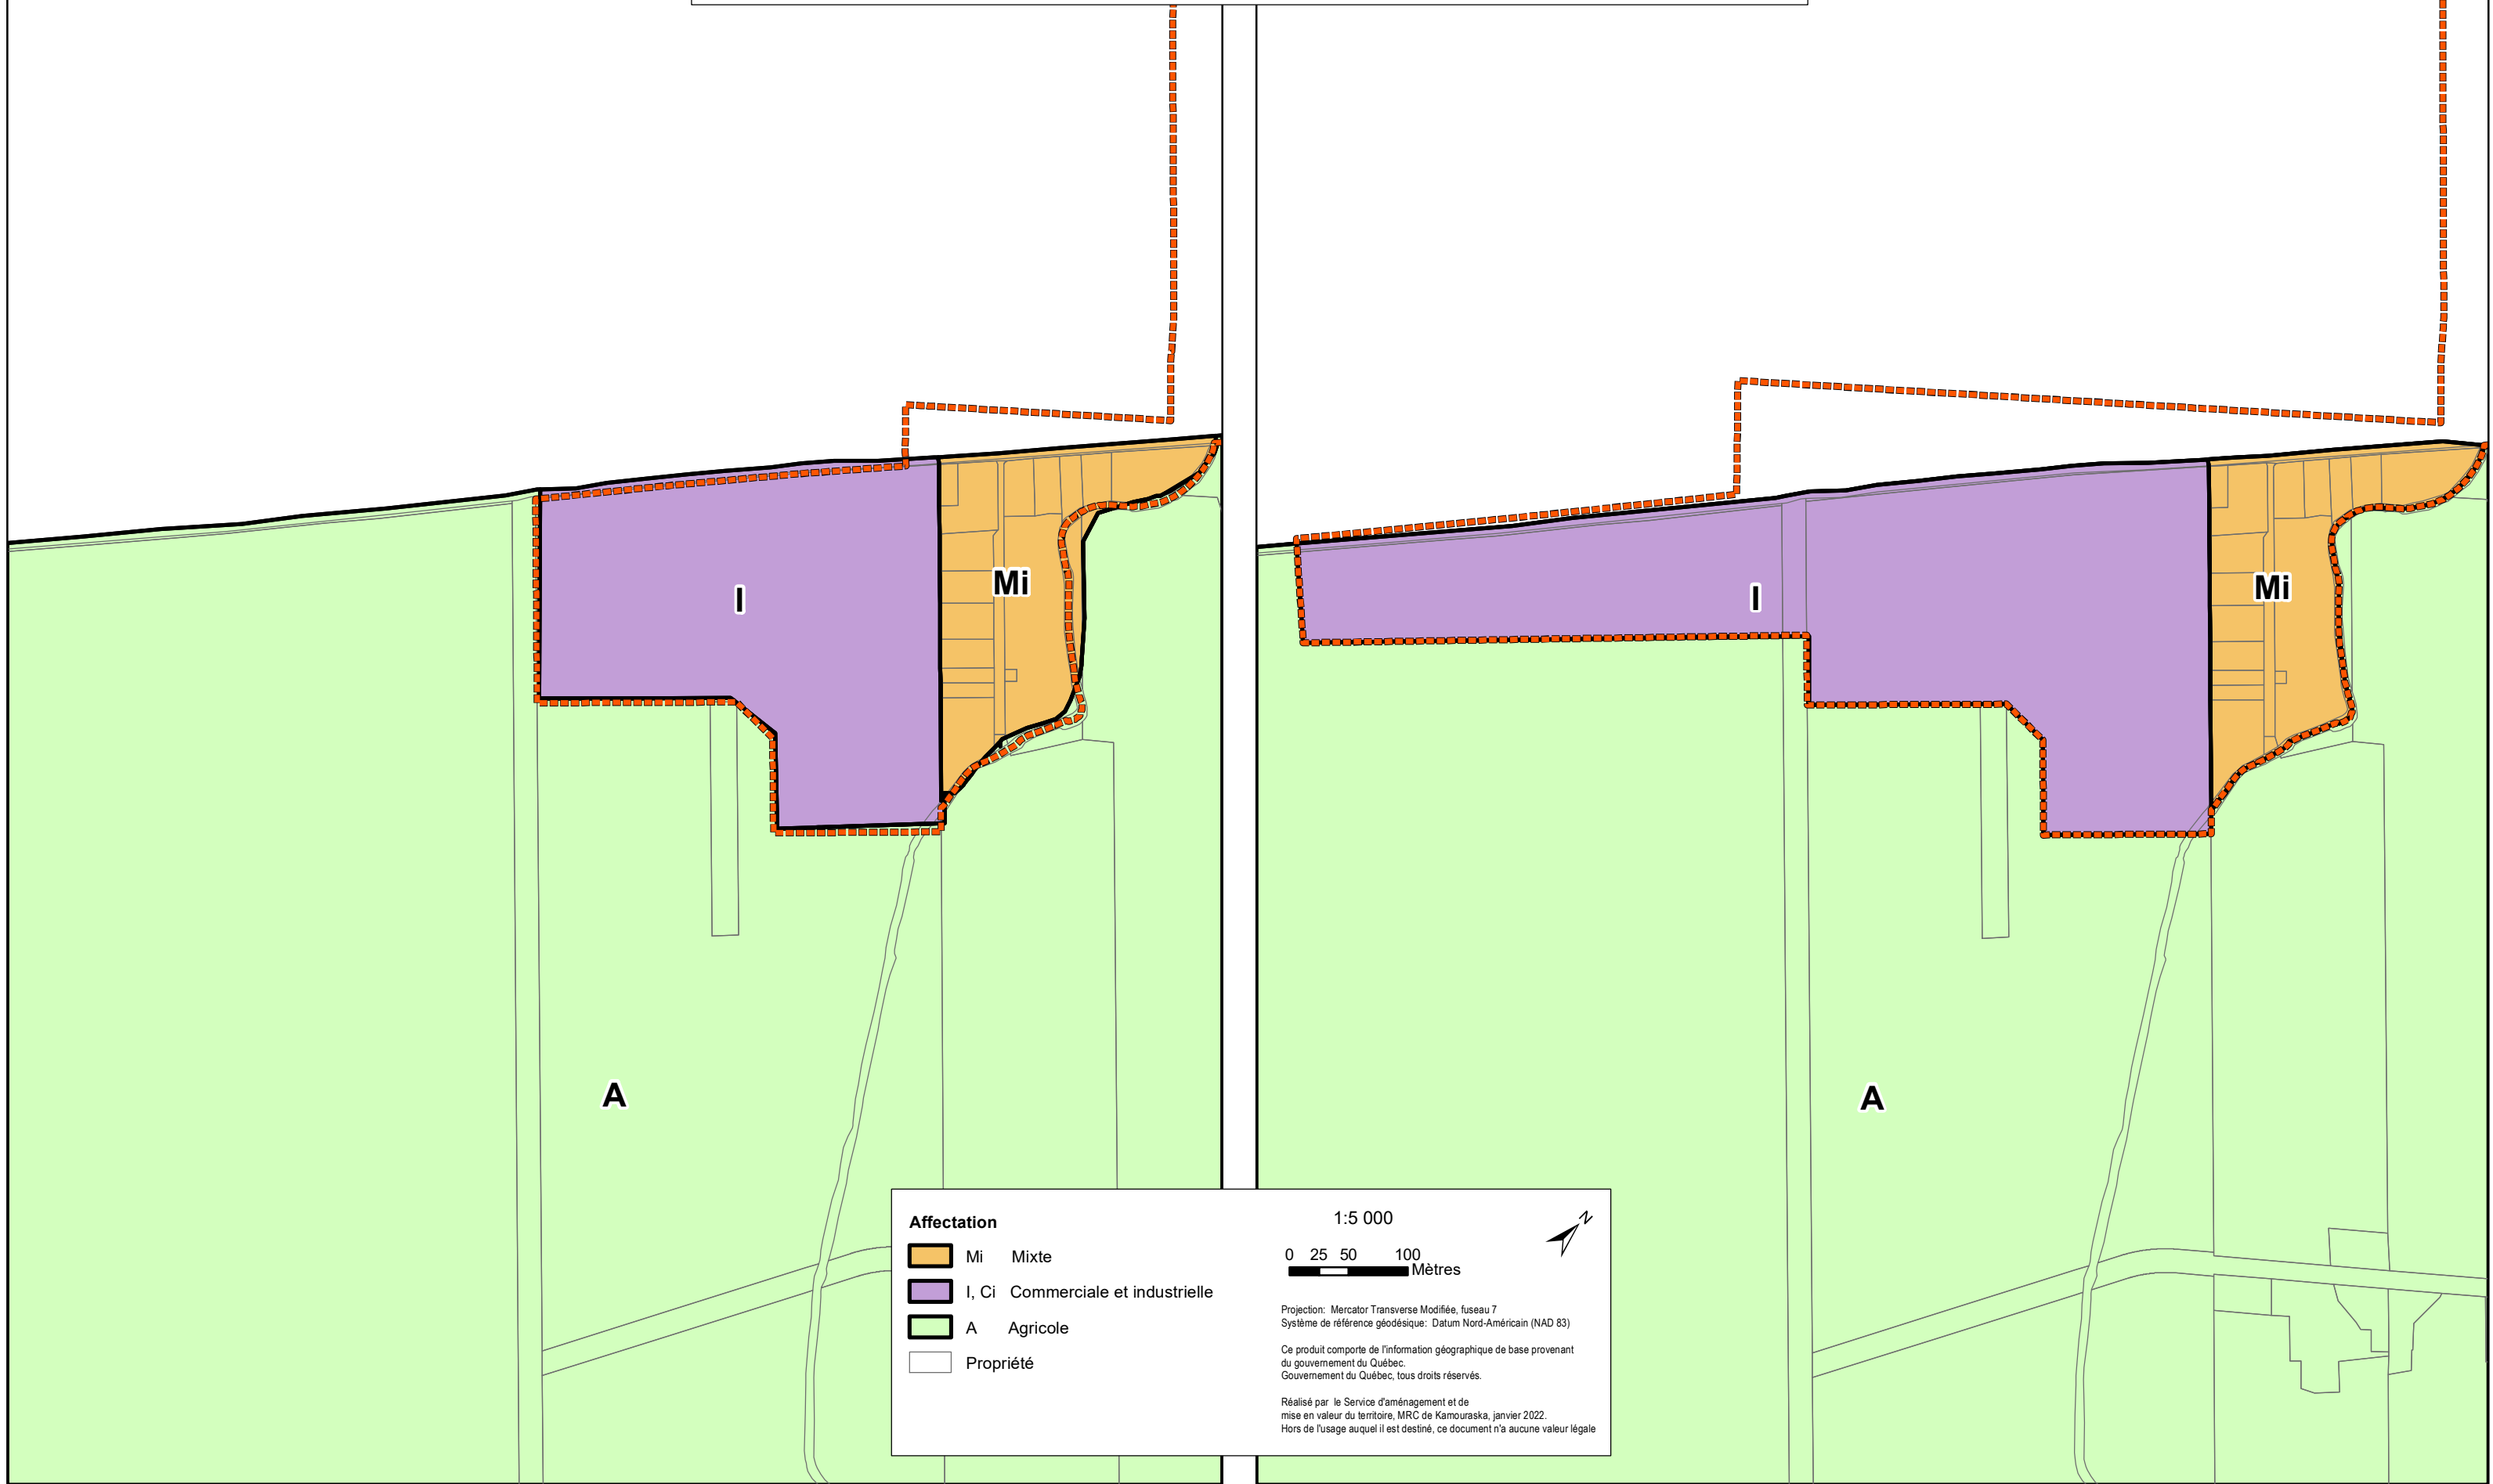 I
Mi
A
I
Mi
A
Affectation
Mi Mixte
I, Ci Commerciale et industrielle
A Agricole
Propriété
1:5 000
N
0 25 50 100
Mètres
Projection: Mercator Transverse Modifiée, fuseau 7
Système de référence géodésique: Datum Nord-Américain (NAD 83)
Ce produit comporte de l'information géographique de base provenant
du gouvernement du Québec.
Gouvernement du Québec, tous droits réservés.
Réalisé par le Service d'aménagement et de
mise en valeur du territoire, MRC de Kamouraska, janvier 2022.
Hors de l'usage auquel il est destiné, ce document n'a aucune valeur légale